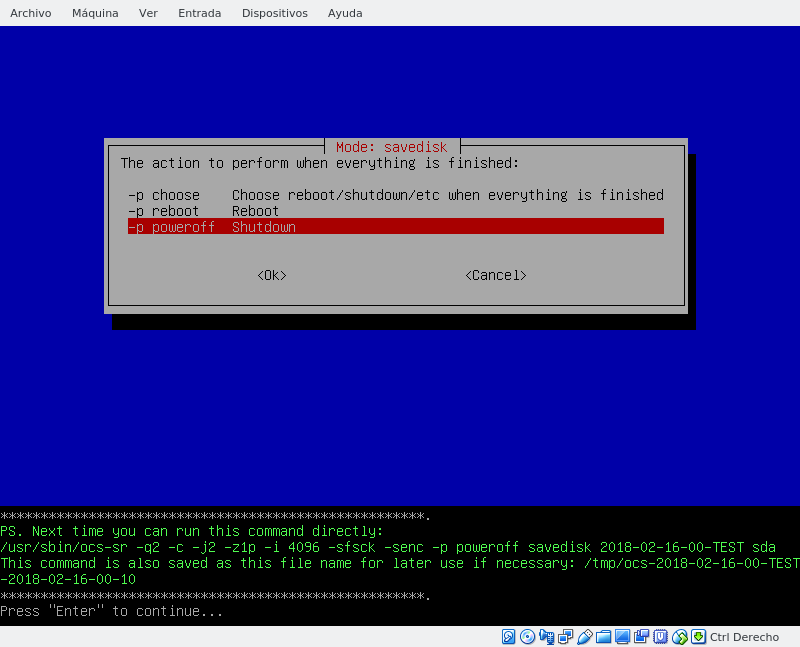 Archivo Máquina Ver Entrada Dispositivos Ayuda
Mode: savedisk
The action to perform when everything is finished:
-p choose Choose reboot/shutdown/etc when everything is finished
-p reboot Reboot
-p poweroff Shutdown
<Ok> <Cancel>
*****************************************************.
PS. Next time you can run this command directly:
/usr/sbin/ocs-sr -q2 -c -j2 -z1p -i 4096 -sfsck -senc -p poweroff savedisk 2018-02-16-00-TEST sda
This command is also saved as this file name for later use if necessary: /tmp/ocs-2018-02-16-00-TEST
-2018-02-16-00-10
*****************************************************.
Press "Enter" to continue...
Ctrl Derecho